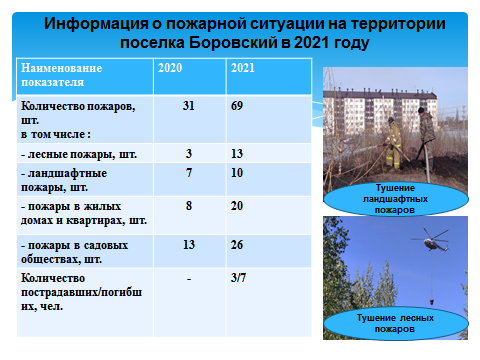 Информация о пожарной ситуации на территории
поселка Боровский в 2021 году
Наименование показателя 2020 2021
Количество пожаров, шт. в том числе : 31 69
- лесные пожары, шт. 3 13
- ландшафтные пожары, шт. 7 10
- пожары в жилых домах и квартирах, шт. 8 20
- пожары в садовых обществах, шт. 13 26
Количество пострадавших/погибших, чел. - 3/7
Тушение
ландшафтных
пожаров
Тушение лесных
пожаров